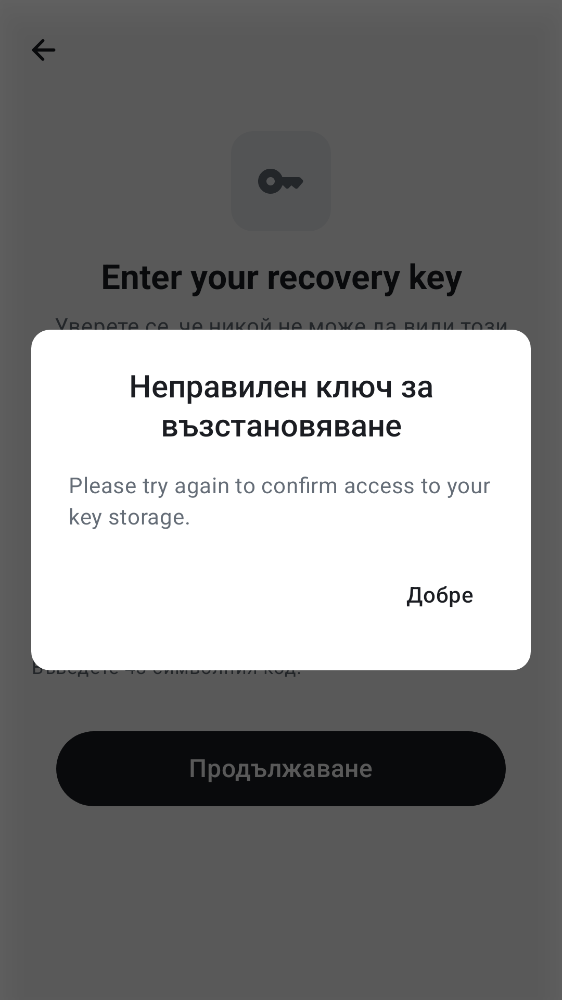 Enter your recovery key
Уверете се, че никой не може да види този
Неправилен ключ за
възстановяване
Please try again to confirm access to your
key storage.
Добре
Въведете 48 символния код.
Продължаване